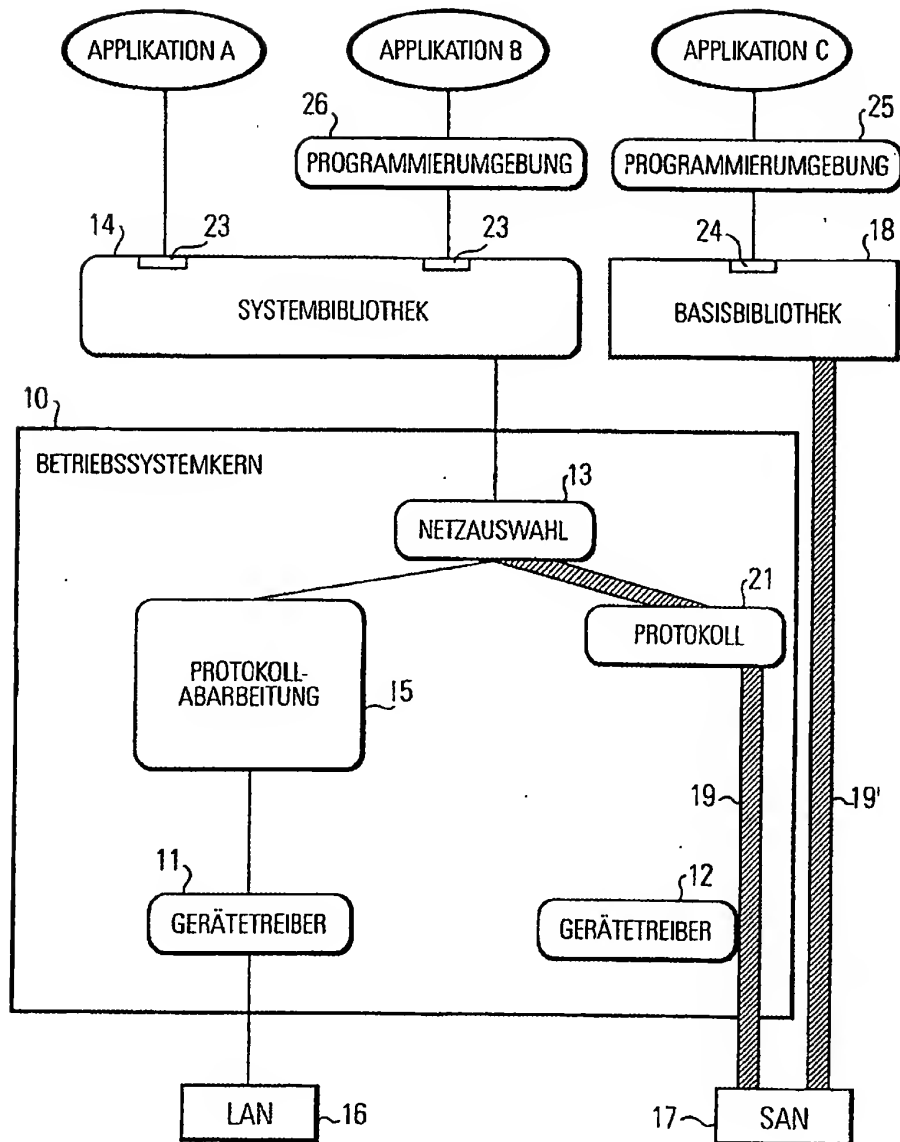 APPLIKATION A
APPLIKATION B
APPLIKATION C
26
25
PROGRAMMIERUMGEBUNG
PROGRAMMIERUMGEBUNG
14
23
23
24
18
SYSTEMBIBLIOTHEK
BASISBIBLIOTHEK
10
BETRIEBSSYSTEMKERN
13
NETZAUSWAHL
21
PROTOKOLL
PROTOKOLL-
ABARBEITUNG
15
19
19'
11
12
GERÄTETREIBER
GERÄTETREIBER
LAN
16
17
SAN